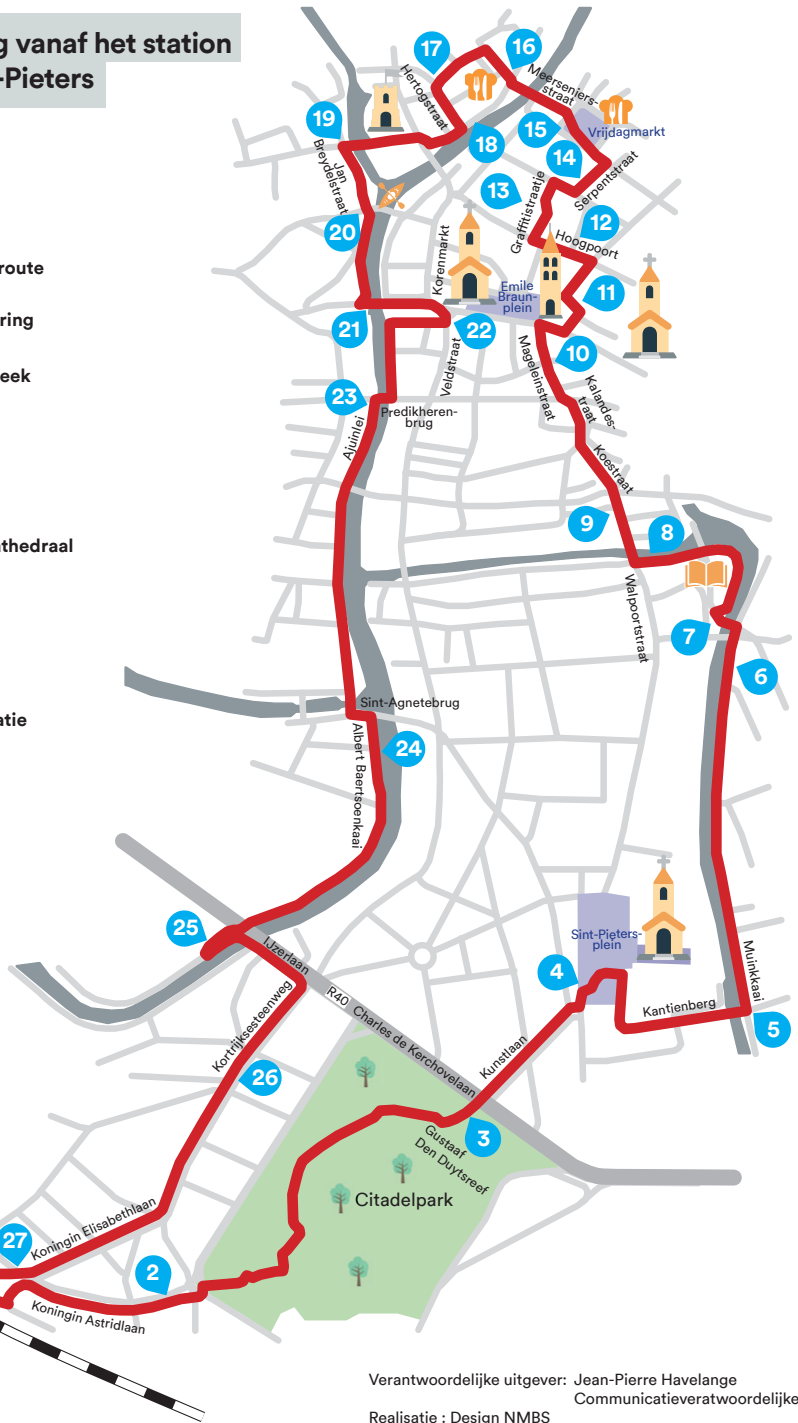 g vanaf het station
-Pieters
17
16
Hertogstraat
Meerseniers-
straat
19
15
Vrijdagmarkt
18
14
Jan
Breydelstraat
13
Serpentstraat
Graffitistraatje
12
20
Hoogpoort
Korenmarkt
route
Emile
Braun-
plein
11
ring
21
22
10
Mageleinstraat
Veldstraat
eek
Kalandes-
traat
23
Predikheren-
brug
Ajuinlei
Koestraat
9
8
athedraal
Walpoortstraat
7
6
Sint-Agnetebrug
atie
24
Albert Baertsoenkaai
25
Sint-Pieters-
plein
IJzerlaan
4
Muinkkaai
R40
Kortrijksesteenweg
Charles de Kerchovelaan
Kantienberg
5
Kunstlaan
26
3
Gustaaf
Den Duytsreef
Citadelpark
27
Koningin Elisabethlaan
2
Koningin Astridlaan
Verantwoordelijke uitgever: Jean-Pierre Havelange
Communicatieveratwoordelijke
Realisatie : Design NMBS